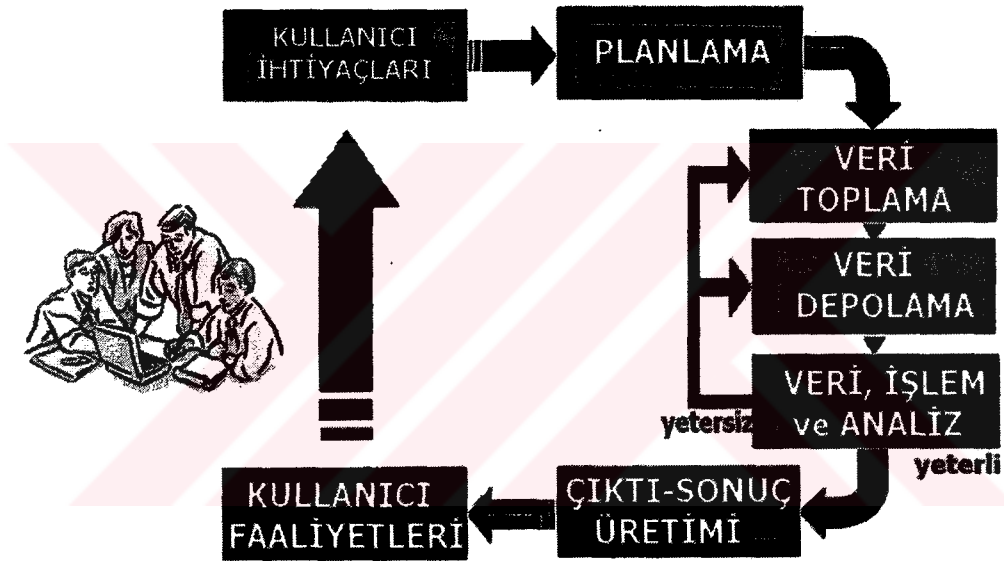 KULLANICI
İHTİYAÇLARI
PLANLAMA
VERİ
TOPLAMA
VERİ
DEPOLAMA
VERİ, İŞLEM
ve ANALİZ
yetersiz
yeterli
ÇIKTI-SONUÇ
ÜRETİMİ
KULLANICI
FAALİYETLERİ